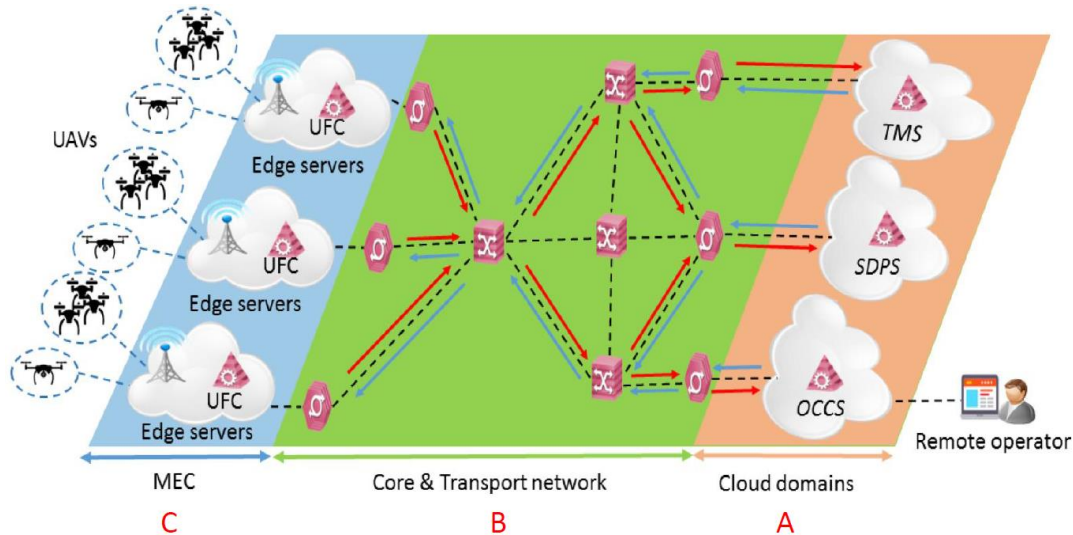 UAVs
UFC
Edge servers
UFC
Edge servers
UFC
Edge servers
TMS
SDPS
OCCS
Remote operator
MEC
Core & Transport network
Cloud domains
C
B
A